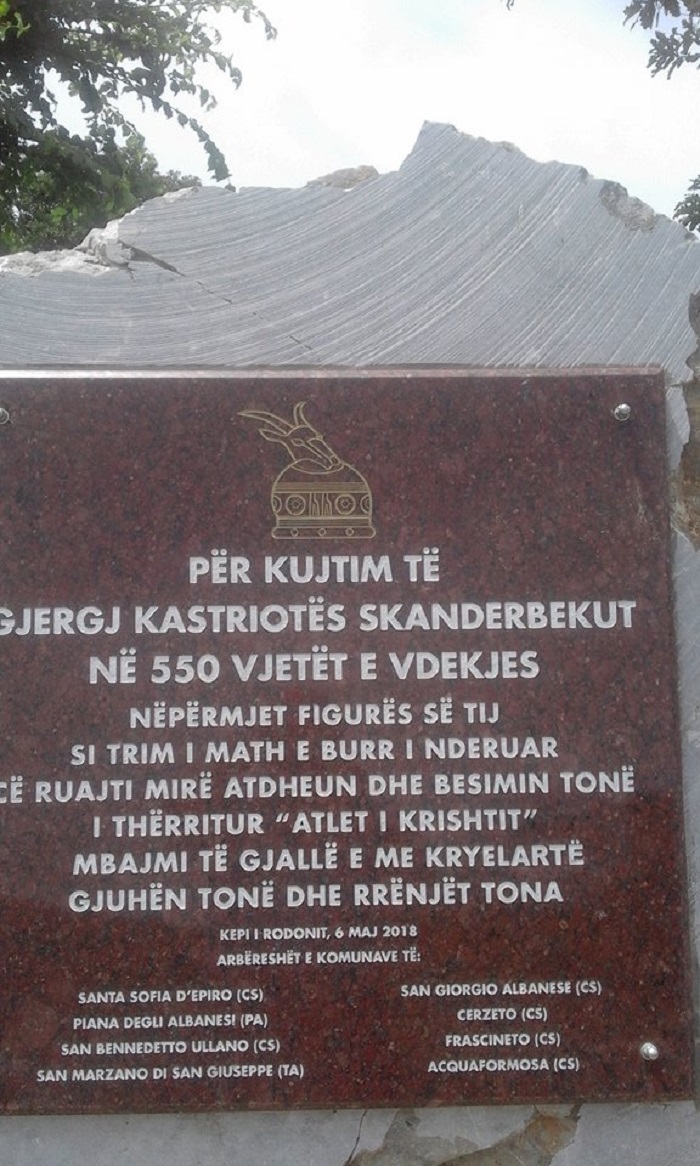 PËR KUJTIM TË
GJERGJ KASTRIOTËS SKANDERBEKUT
NË 550 VJETËT E VDEKJES
NËPËRMJET FIGURËS SË TIJ
SI TRIM I MATH E BURR I NDERUAR
ÇË RUAJTI MIRË ATDHEUN DHE BESIMIN TONË
I THËRRITUR "ATLET I KRISHTIT"
MBAJMI TË GJALLË E ME KRYELARTË
GJUHËN TONË DHE RRËNJËT TONA
KEPI I RODONIT, 6 MAJ 2018
ARBËRESHËT E KOMUNAVE TË:
SANTA SOFIA D'EPIRO (CS)
PIANA DEGLI ALBANESI (PA)
SAN BENNEDETTO ULLANO (CS)
SAN MARZANO DI SAN GIUSEPPE (TA)
SAN GIORGIO ALBANESE (CS)
CERZETO (CS)
FRASCINETO (CS)
ACQUAFORMOSA (CS)